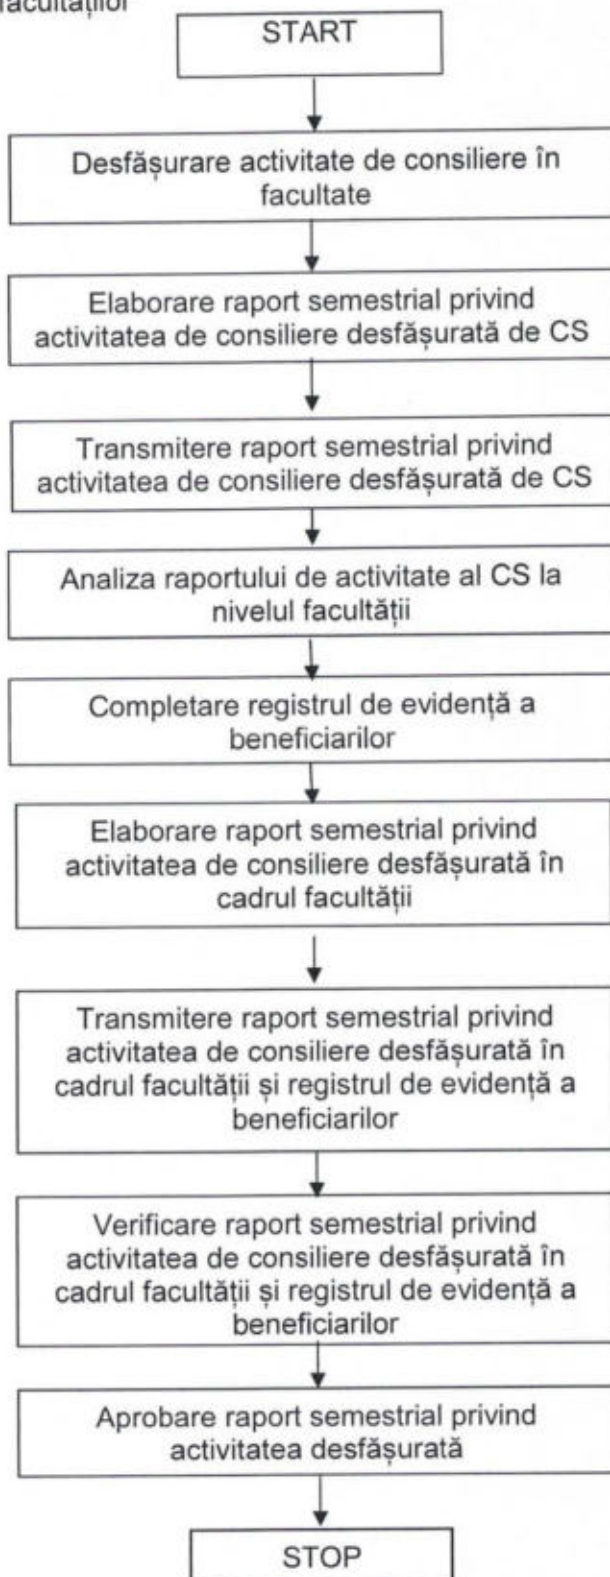 facultăților
START
Desfășurare activitate de consiliere în
facultate
Elaborare raport semestrial privind
activitatea de consiliere desfășurată de CS
Transmitere raport semestrial privind
activitatea de consiliere desfășurată de CS
Analiza raportului de activitate al CS la
nivelul facultății
Completare registrul de evidență a
beneficiarilor
Elaborare raport semestrial privind
activitatea de consiliere desfășurată în
cadrul facultății
Transmitere raport semestrial privind
activitatea de consiliere desfășurată în
cadrul facultății și registrul de evidență a
beneficiarilor
Verificare raport semestrial privind
activitatea de consiliere desfășurată în
cadrul facultății și registrul de evidență a
beneficiarilor
Aprobare raport semestrial privind
activitatea desfășurată
STOP